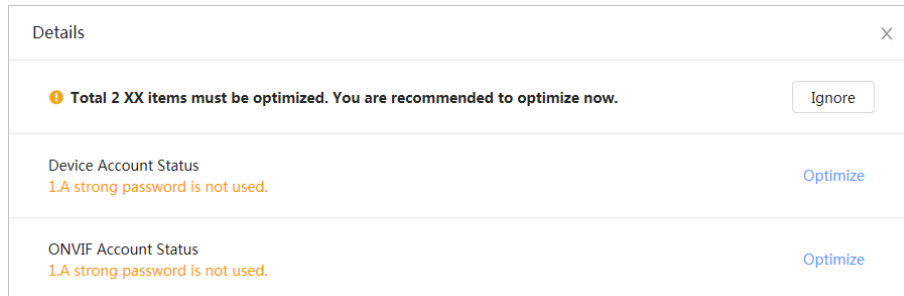 Details
Total 2 XX items must be optimized. You are recommended to optimize now.
Ignore
Device Account Status
1.A strong password is not used.
Optimize
ONVIF Account Status
1.A strong password is not used.
Optimize